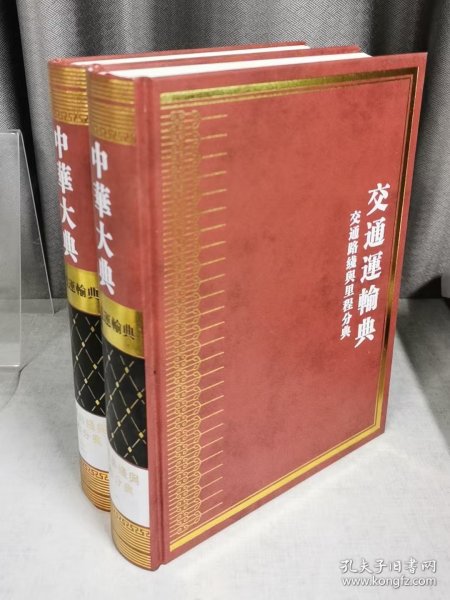 交通運輸典
交通路綫與里程分典
中華大典
運輸典
中華大典
運輸典
孔夫子旧书网
www.kongfz.com